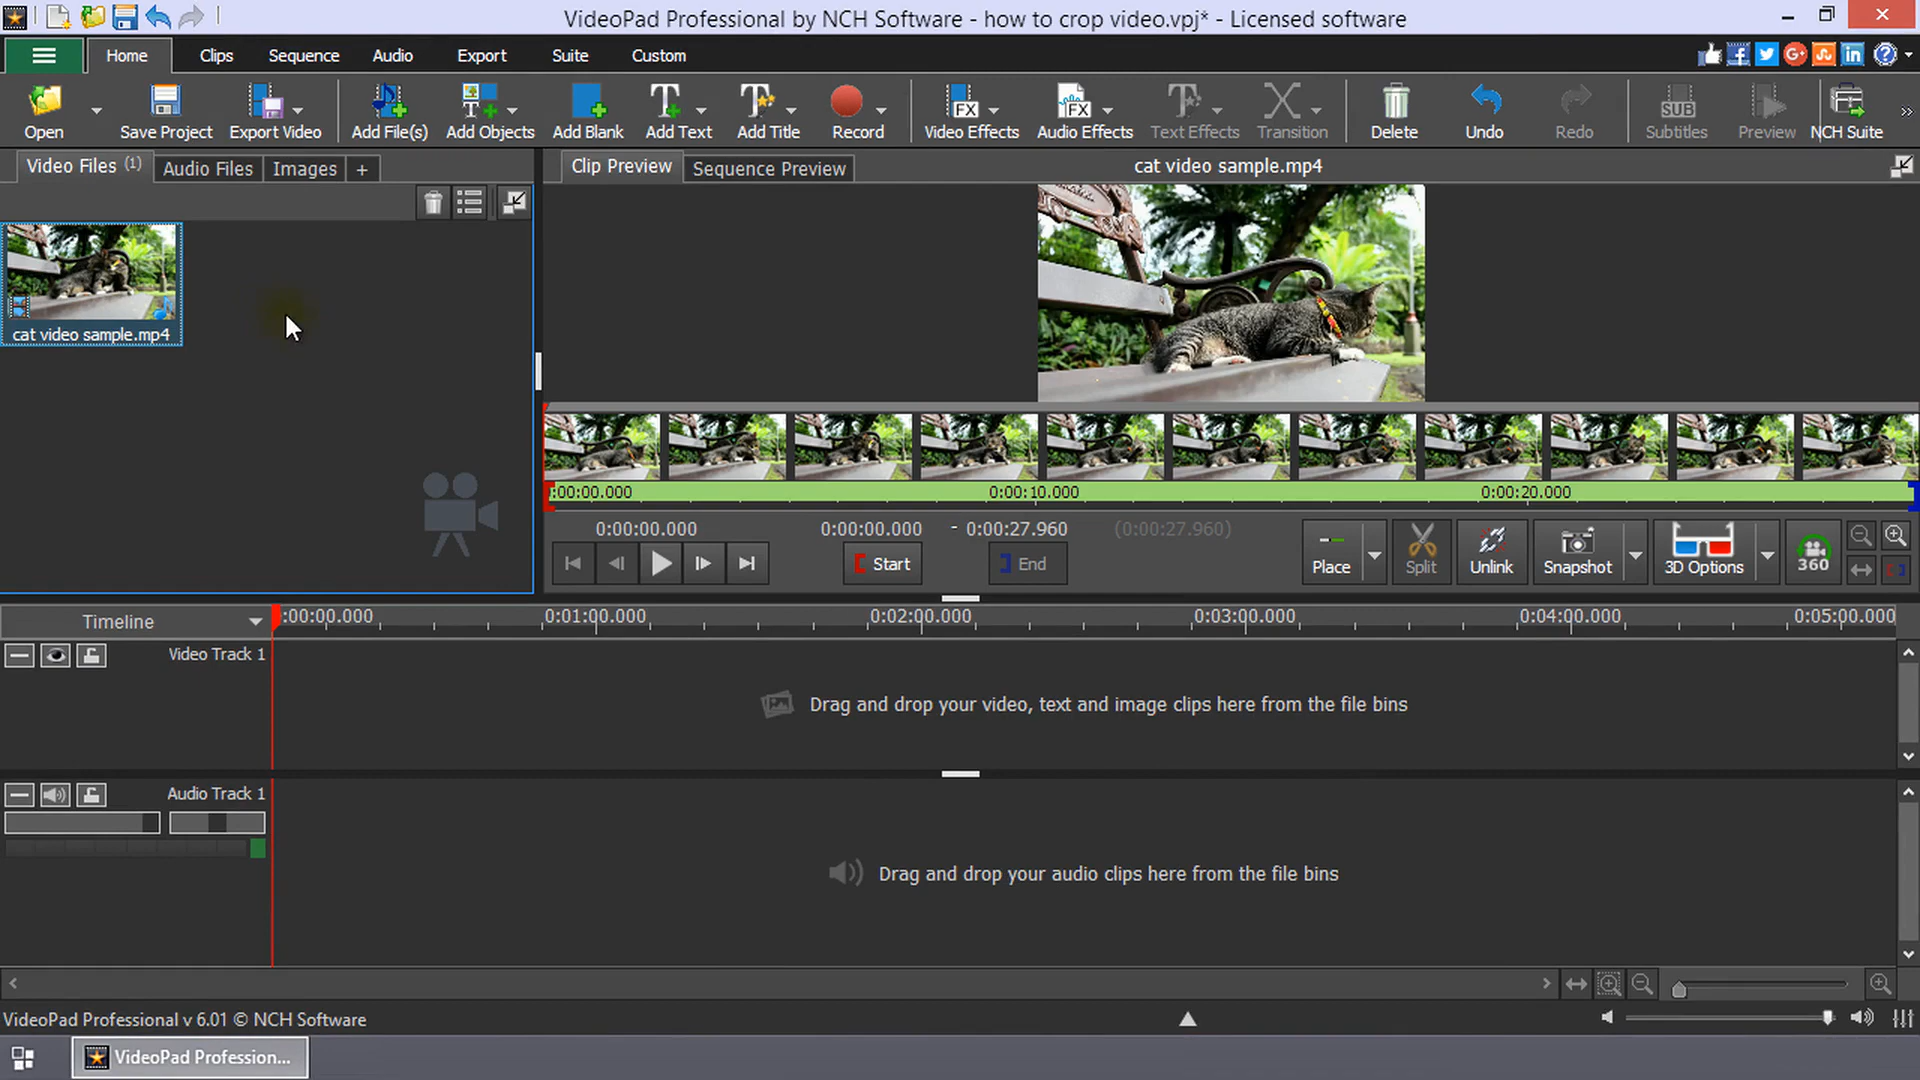 VideoPad Professional by NCH Software - how to crop video.vpj* - Licensed software
Home Clips Sequence Audio Export Suite Custom
Open Save Project Export Video Add File(s) Add Objects Add Blank Add Text Add Title Record Video Effects Audio Effects Text Effects Transition Delete Undo Redo Subtitles Preview NCH Suite
Video Files (1) Audio Files Images +
Clip Preview Sequence Preview cat video sample.mp4
cat video sample.mp4
:00:00.000 0:00:10.000 0:00:20.000
0:00:00.000 0:00:00.000 - 0:00:27.960 (0:00:27.960)
Start End
Place Split Unlink Snapshot 3D Options 360
Timeline :00:00.000 0:01:00.000 0:02:00.000 0:03:00.000 0:04:00.000 0:05:00.000
Video Track 1
Drag and drop your video, text and image clips here from the file bins
Audio Track 1
Drag and drop your audio clips here from the file bins
VideoPad Professional v 6.01 © NCH Software
VideoPad Profession...